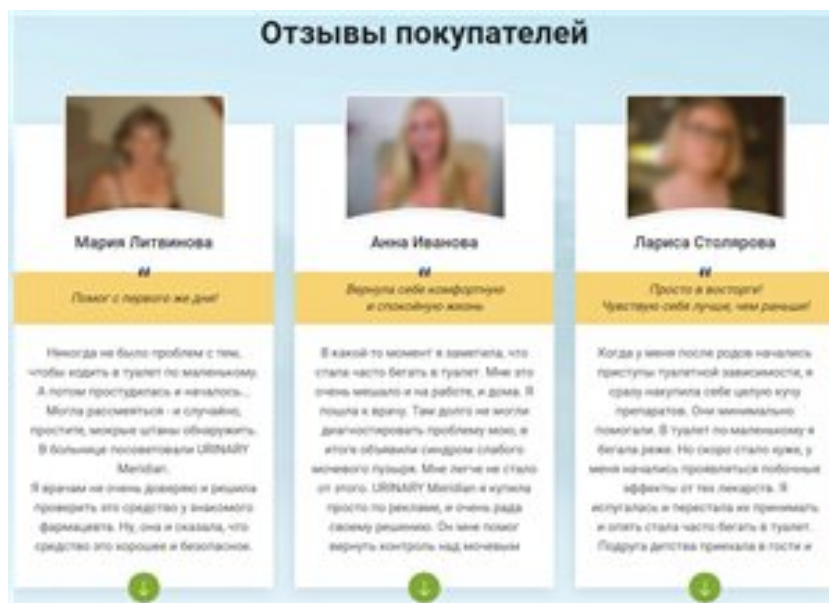 Отзывы покупателей
Мария Литвинова
“
Помог с первого же дня!
Никогда не было проблем с тем,
чтобы ходить в туалет по маленькому.
А потом простудилась и началось...
Могла рассмеяться - и случайно,
простите, мокрые штаны обнаружить.
В больнице посоветовали URINARY
Meridian.
Я врачам не очень доверяю и решила
проверить это средство у знакомого
фармацевта. Ну, она и сказала, что
средство это хорошее и безопасное.
Анна Иванова
“
Вернула себе комфортную
и спокойную жизнь
В какой-то момент я заметила, что
стала часто бегать в туалет. Мне это
очень мешало и на работе, и дома. Я
пошла к врачу. Там долго не могли
диагностировать проблему мою, в
итоге объявили синдром слабого
мочевого пузыря. Мне легче не стало
от этого. URINARY Meridian я купила
просто по рекламе, и очень рада
своему решению. Он мне помог
вернуть контроль над мочевым
Лариса Столярова
“
Просто в восторге!
Чувствую себя лучше, чем раньше!
Когда у меня после родов начались
приступы туалетной зависимости, я
сразу накупила себе целую кучу
препаратов. Они минимально
помогали. В туалет по маленькому я
бегала реже. Но скоро стало хуже, у
меня начались проявляться побочные
эффекты от тех лекарств. Я
испугалась и перестала их принимать
и опять стала часто бегать в туалет.
Подруга детства приехала в гости и